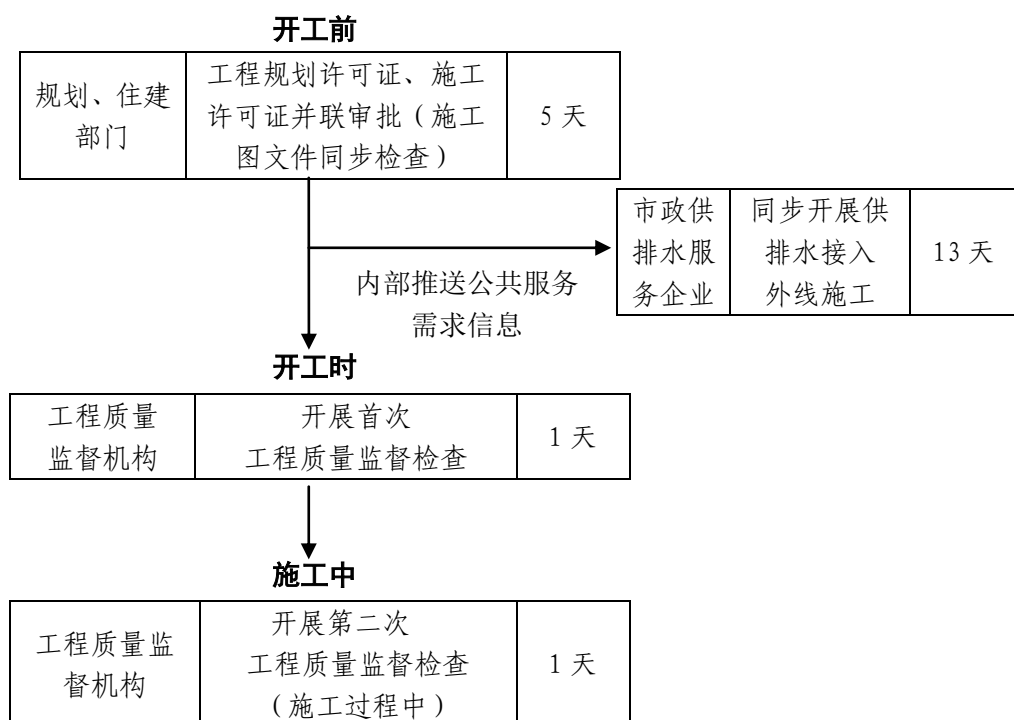 开工前
规划、住建
部门
工程规划许可证、施工
许可证并联审批（施工
图文件同步检查）
5 天
市政供
排水服
务企业
同步开展供
排水接入
外线施工
13 天
内部推送公共服务
需求信息
开工时
工程质量
监督机构
开展首次
工程质量监督检查
1 天
施工中
工程质量监
督机构
开展第二次
工程质量监督检查
（施工过程中）
1 天